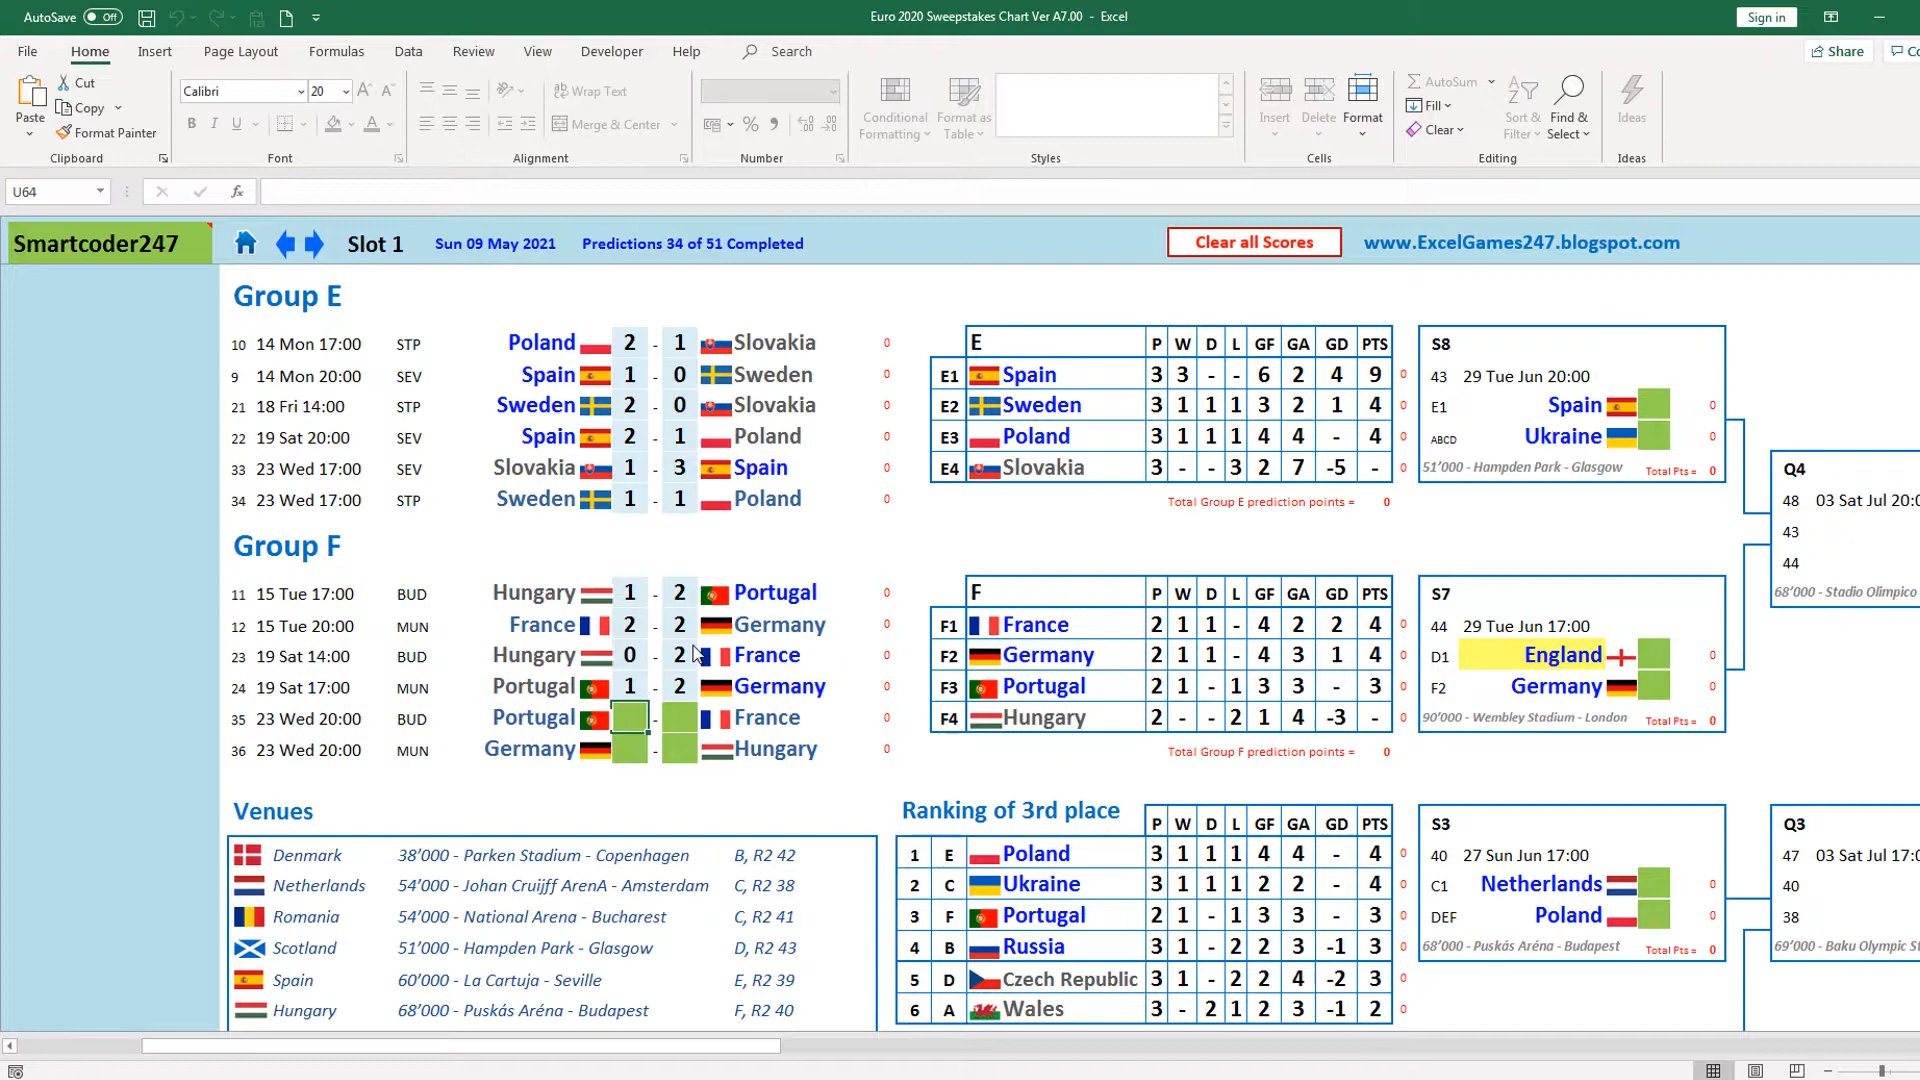 AutoSave Off
Euro 2020 Sweepstakes Chart Ver A7.00 - Excel
Sign in
File Home Insert Page Layout Formulas Data Review View Developer Help Search
Share
Paste Cut Copy Format Painter
Calibri 20
B I U A
Wrap Text
Merge & Center
Conditional Formatting
Format as Table
Insert Delete Format
AutoSum Fill Clear
Sort & Filter
Find & Select
Ideas
Clipboard Font Alignment Number Styles Cells Editing Ideas
U64 fx
Smartcoder247
Slot 1
Sun 09 May 2021
Predictions 34 of 51 Completed
Clear all Scores
www.ExcelGames247.blogspot.com
Group E
10 14 Mon 17:00 STP Poland 2 - 1 Slovakia 0
9 14 Mon 20:00 SEV Spain 1 - 0 Sweden 0
21 18 Fri 14:00 STP Sweden 2 - 0 Slovakia 0
22 19 Sat 20:00 SEV Spain 2 - 1 Poland 0
33 23 Wed 17:00 SEV Slovakia 1 - 3 Spain 0
34 23 Wed 17:00 STP Sweden 1 - 1 Poland 0
E P W D L GF GA GD PTS
E1 Spain 3 3 - - 6 2 4 9 0
E2 Sweden 3 1 1 1 3 2 1 4 0
E3 Poland 3 1 1 1 4 4 - 4 0
E4 Slovakia 3 - - 3 2 7 -5 - 0
Total Group E prediction points = 0
S8
43 29 Tue Jun 20:00
E1 Spain 0
ABCD Ukraine 0
51'000 - Hampden Park - Glasgow Total Pts = 0
Q4
48 03 Sat Jul 20:0
43
44
68'000 - Stadio Olimpico
Group F
11 15 Tue 17:00 BUD Hungary 1 - 2 Portugal 0
12 15 Tue 20:00 MUN France 2 - 2 Germany 0
23 19 Sat 14:00 BUD Hungary 0 - 2 France 0
24 19 Sat 17:00 MUN Portugal 1 - 2 Germany 0
35 23 Wed 20:00 BUD Portugal - France 0
36 23 Wed 20:00 MUN Germany - Hungary 0
F P W D L GF GA GD PTS
F1 France 2 1 1 - 4 2 2 4 0
F2 Germany 2 1 1 - 4 3 1 4 0
F3 Portugal 2 1 - 1 3 3 - 3 0
F4 Hungary 2 - - 2 1 4 -3 - 0
Total Group F prediction points = 0
S7
44 29 Tue Jun 17:00
D1 England 0
F2 Germany 0
90'000 - Wembley Stadium - London Total Pts = 0
Venues
Denmark 38'000 - Parken Stadium - Copenhagen B, R2 42
Netherlands 54'000 - Johan Cruijff ArenA - Amsterdam C, R2 38
Romania 54'000 - National Arena - Bucharest C, R2 41
Scotland 51'000 - Hampden Park - Glasgow D, R2 43
Spain 60'000 - La Cartuja - Seville E, R2 39
Hungary 68'000 - Puskás Aréna - Budapest F, R2 40
Ranking of 3rd place P W D L GF GA GD PTS
1 E Poland 3 1 1 1 4 4 - 4 0
2 C Ukraine 3 1 1 1 2 2 - 4 0
3 F Portugal 2 1 - 1 3 3 - 3 0
4 B Russia 3 1 - 2 2 3 -1 3 0
5 D Czech Republic 3 1 - 2 2 4 -2 3 0
6 A Wales 3 - 2 1 2 3 -1 2 0
S3
40 27 Sun Jun 17:00
C1 Netherlands 0
DEF Poland 0
68'000 - Puskás Aréna - Budapest Total Pts = 0
Q3
47 03 Sat Jul 17:0
40
38
69'000 - Baku Olympic St